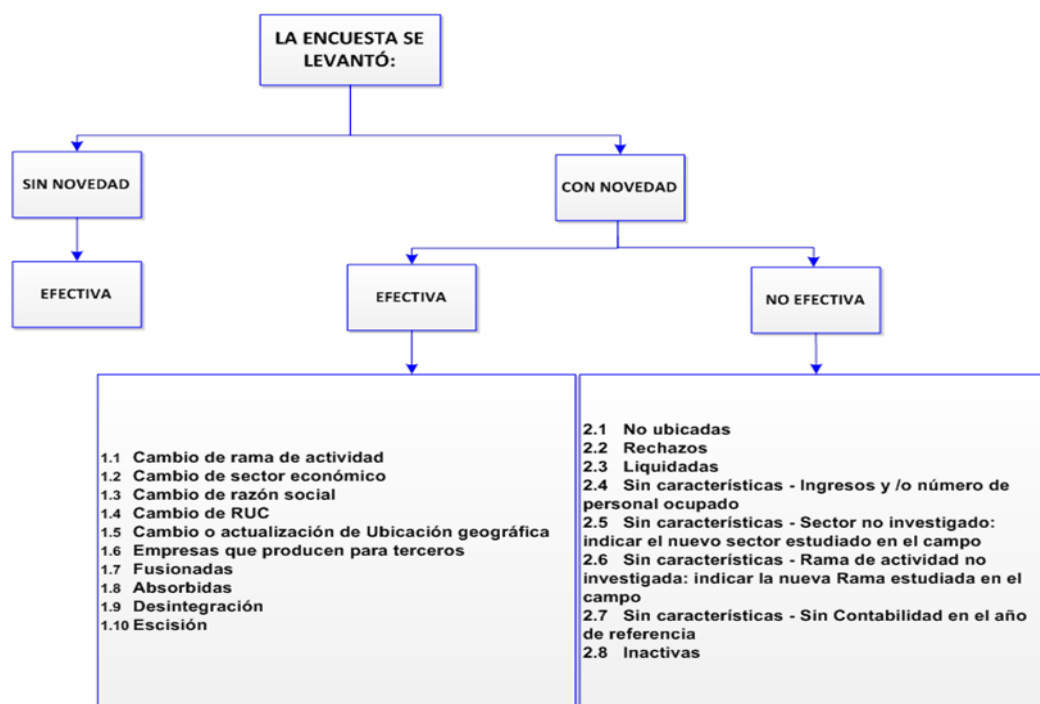 LA ENCUESTA SE
LEVANTÓ:
SIN NOVEDAD
CON NOVEDAD
EFECTIVA
EFECTIVA
NO EFECTIVA
1.1 Cambio de rama de actividad
1.2 Cambio de sector económico
1.3 Cambio de razón social
1.4 Cambio de RUC
1.5 Cambio o actualización de Ubicación geográfica
1.6 Empresas que producen para terceros
1.7 Fusionadas
1.8 Absorbidas
1.9 Desintegración
1.10 Escisión
2.1 No ubicadas
2.2 Rechazos
2.3 Liquidadas
2.4 Sin características - Ingresos y /o número de
personal ocupado
2.5 Sin características - Sector no investigado:
indicar el nuevo sector estudiado en el campo
2.6 Sin características - Rama de actividad no
investigada: indicar la nueva Rama estudiada en el
campo
2.7 Sin características - Sin Contabilidad en el año
de referencia
2.8 Inactivas